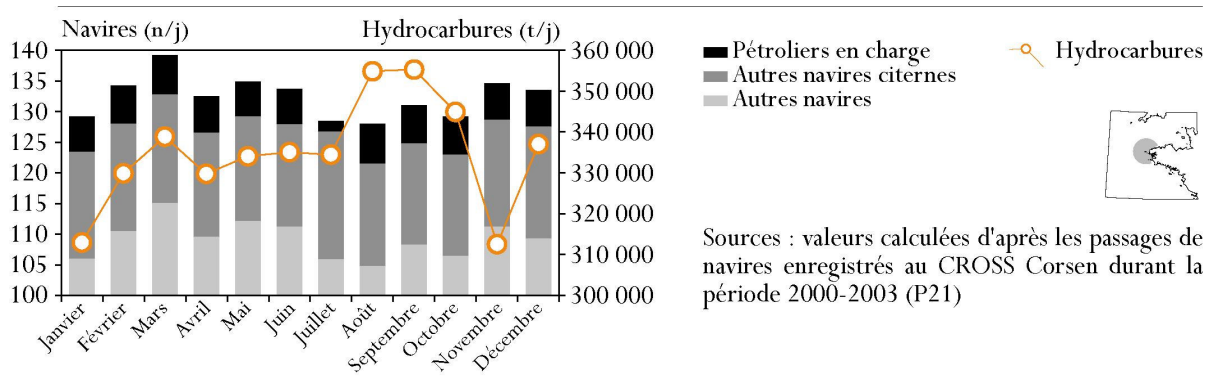 Navires (n/j)
Hydrocarbures (t/j)
140
135
130
125
120
115
110
105
100
360 000
350 000
340 000
330 000
320 000
310 000
300 000
Janvier
Février
Mars
Avril
Mai
Juin
Juillet
Août
Septembre
Octobre
Novembre
Décembre
Pétroliers en charge
Autres navires citernes
Autres navires
Hydrocarbures
Sources : valeurs calculées d'après les passages de
navires enregistrés au CROSS Corsen durant la
période 2000-2003 (P21)